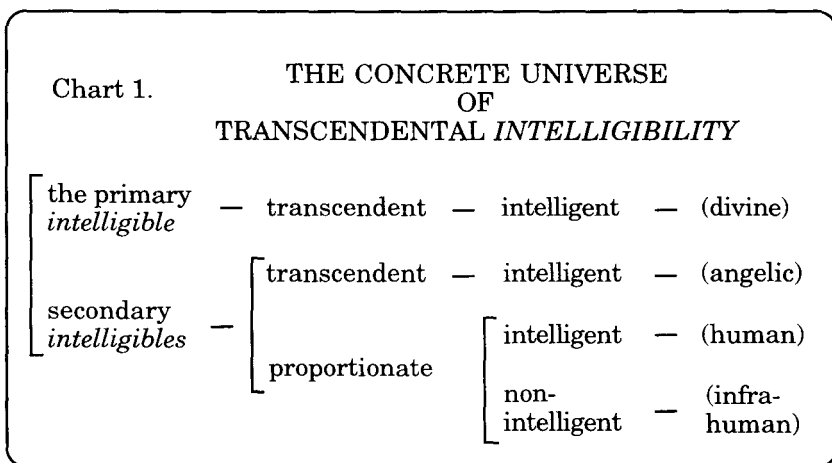 Chart 1.
THE CONCRETE UNIVERSE
OF
TRANSCENDENTAL INTELLIGIBILITY
the primary
intelligible — transcendent — intelligent — (divine)
transcendent — intelligent — (angelic)
secondary
intelligibles —
intelligent — (human)
proportionate
non-
intelligent — (infra-
human)